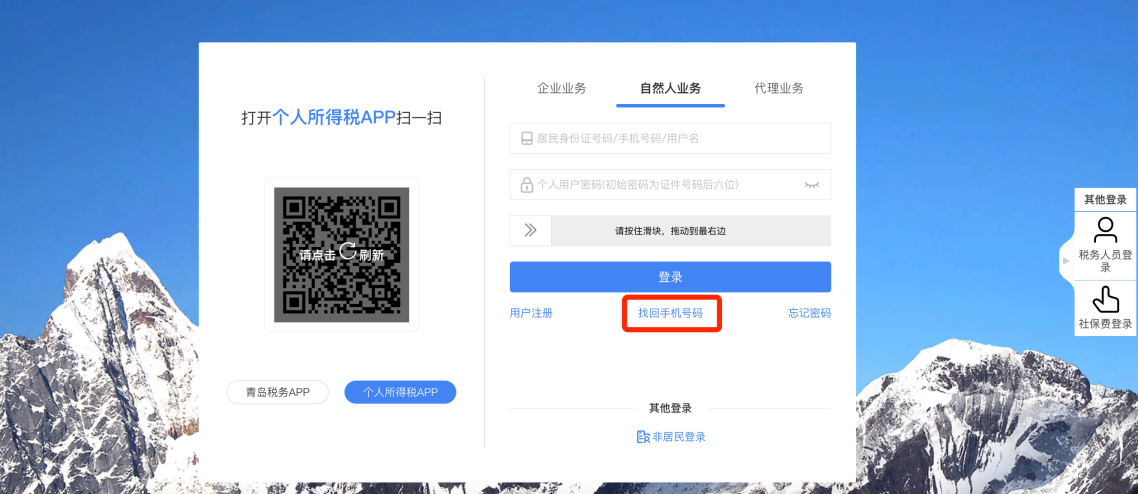 打开个人所得税APP扫一扫
请点击刷新
青岛税务APP
个人所得税APP
企业业务
自然人业务
代理业务
居民身份证号码/手机号码/用户名
个人用户密码(初始密码为证件号码后六位)
请按住滑块，拖动到最右边
登录
用户注册
找回手机号码
忘记密码
其他登录
非居民登录
其他登录
税务人员登
录
社保费登录